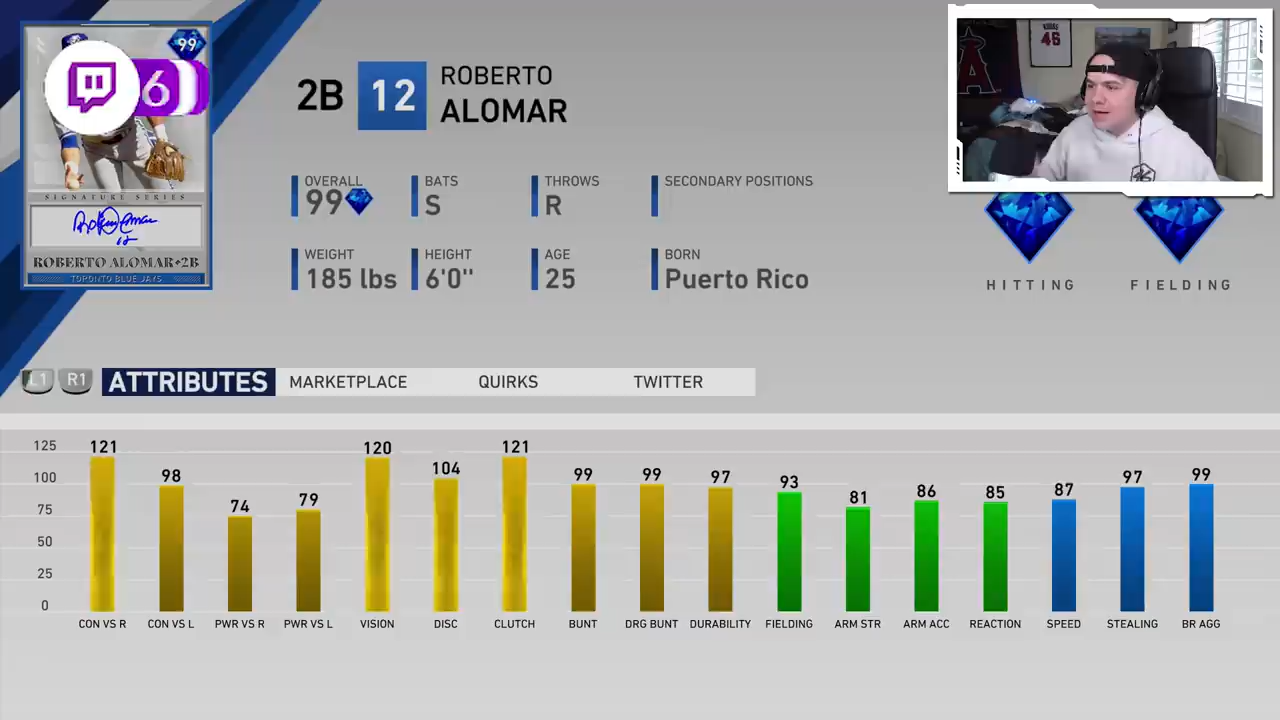 99
6
SIGNATURE SERIES
Roberto Alomar
12
ROBERTO ALOMAR • 2B
TORONTO BLUE JAYS
2B 12 ROBERTO
ALOMAR
OVERALL BATS THROWS SECONDARY POSITIONS
99 S R
WEIGHT HEIGHT AGE BORN
185 lbs 6'0" 25 Puerto Rico
A
46
HITTING FIELDING
L1 R1 ATTRIBUTES MARKETPLACE QUIRKS TWITTER
125
100
75
50
25
0
121 98 74 79 120 104 121 99 99 97 93 81 86 85 87 97 99
CON VS R CON VS L PWR VS R PWR VS L VISION DISC CLUTCH BUNT DRG BUNT DURABILITY FIELDING ARM STR ARM ACC REACTION SPEED STEALING BR AGG